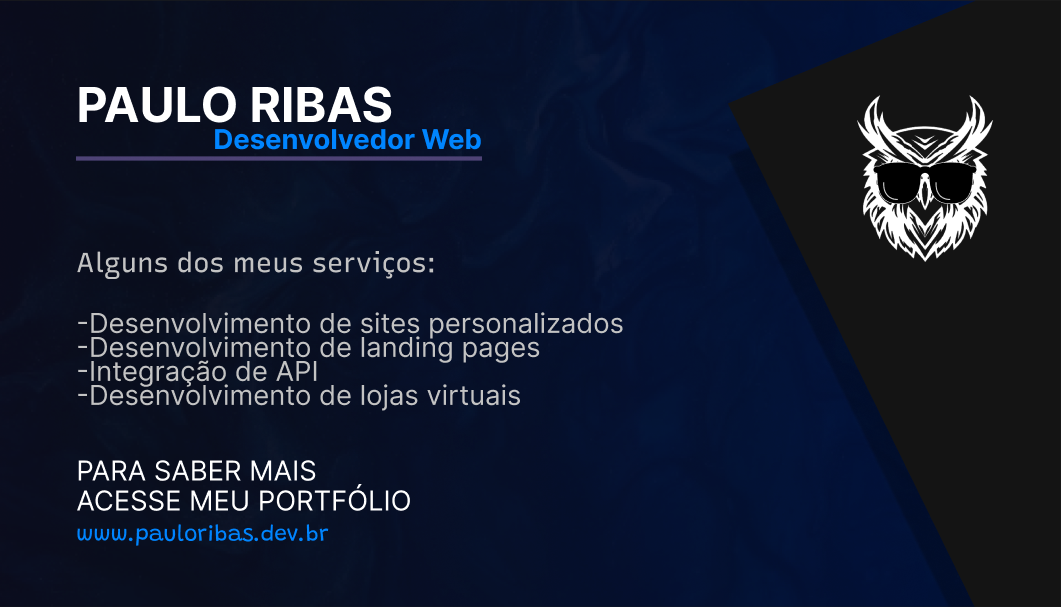 PAULO RIBAS
Desenvolvedor Web
Alguns dos meus serviços:
-Desenvolvimento de sites personalizados
-Desenvolvimento de landing pages
-Integração de API
-Desenvolvimento de lojas virtuais
PARA SABER MAIS
ACESSE MEU PORTFÓLIO
www.pauloribas.dev.br